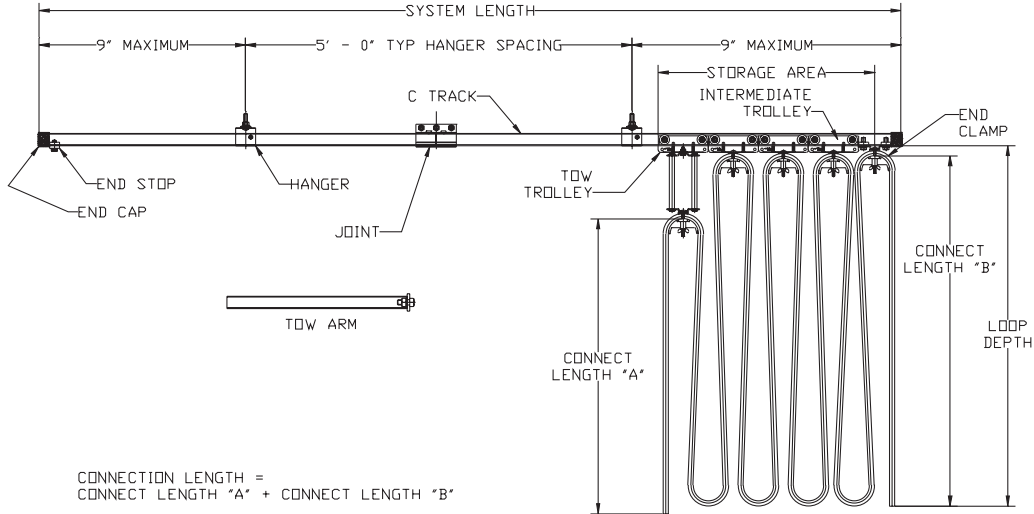 SYSTEM LENGTH
9" MAXIMUM
5' - 0" TYP HANGER SPACING
9" MAXIMUM
STORAGE AREA
C TRACK
INTERMEDIATE
TROLLEY
END
CLAMP
END STOP
HANGER
TOW
TROLLEY
END CAP
JOINT
CONNECT
LENGTH "B"
TOW ARM
LOOP
DEPTH
CONNECT
LENGTH "A"
CONNECTION LENGTH =
CONNECT LENGTH "A" + CONNECT LENGTH "B"